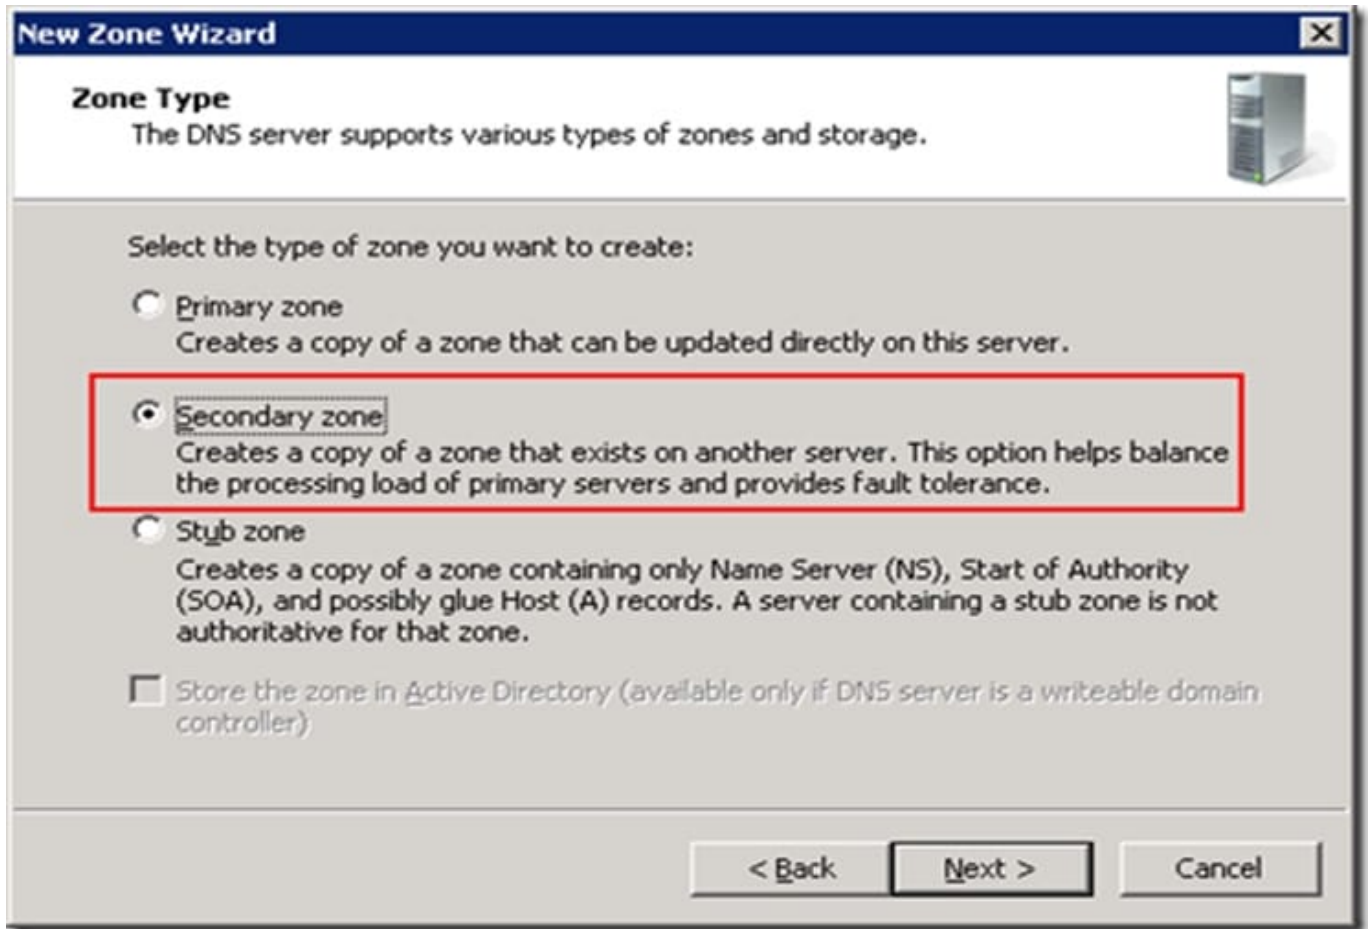 New Zone Wizard
Zone Type
The DNS server supports various types of zones and storage.
Select the type of zone you want to create:
Primary zone
Creates a copy of a zone that can be updated directly on this server.
Secondary zone
Creates a copy of a zone that exists on another server. This option helps balance
the processing load of primary servers and provides fault tolerance.
Stub zone
Creates a copy of a zone containing only Name Server (NS), Start of Authority
(SOA), and possibly glue Host (A) records. A server containing a stub zone is not
authoritative for that zone.
Store the zone in Active Directory (available only if DNS server is a writeable domain
controller)
< Back Next > Cancel